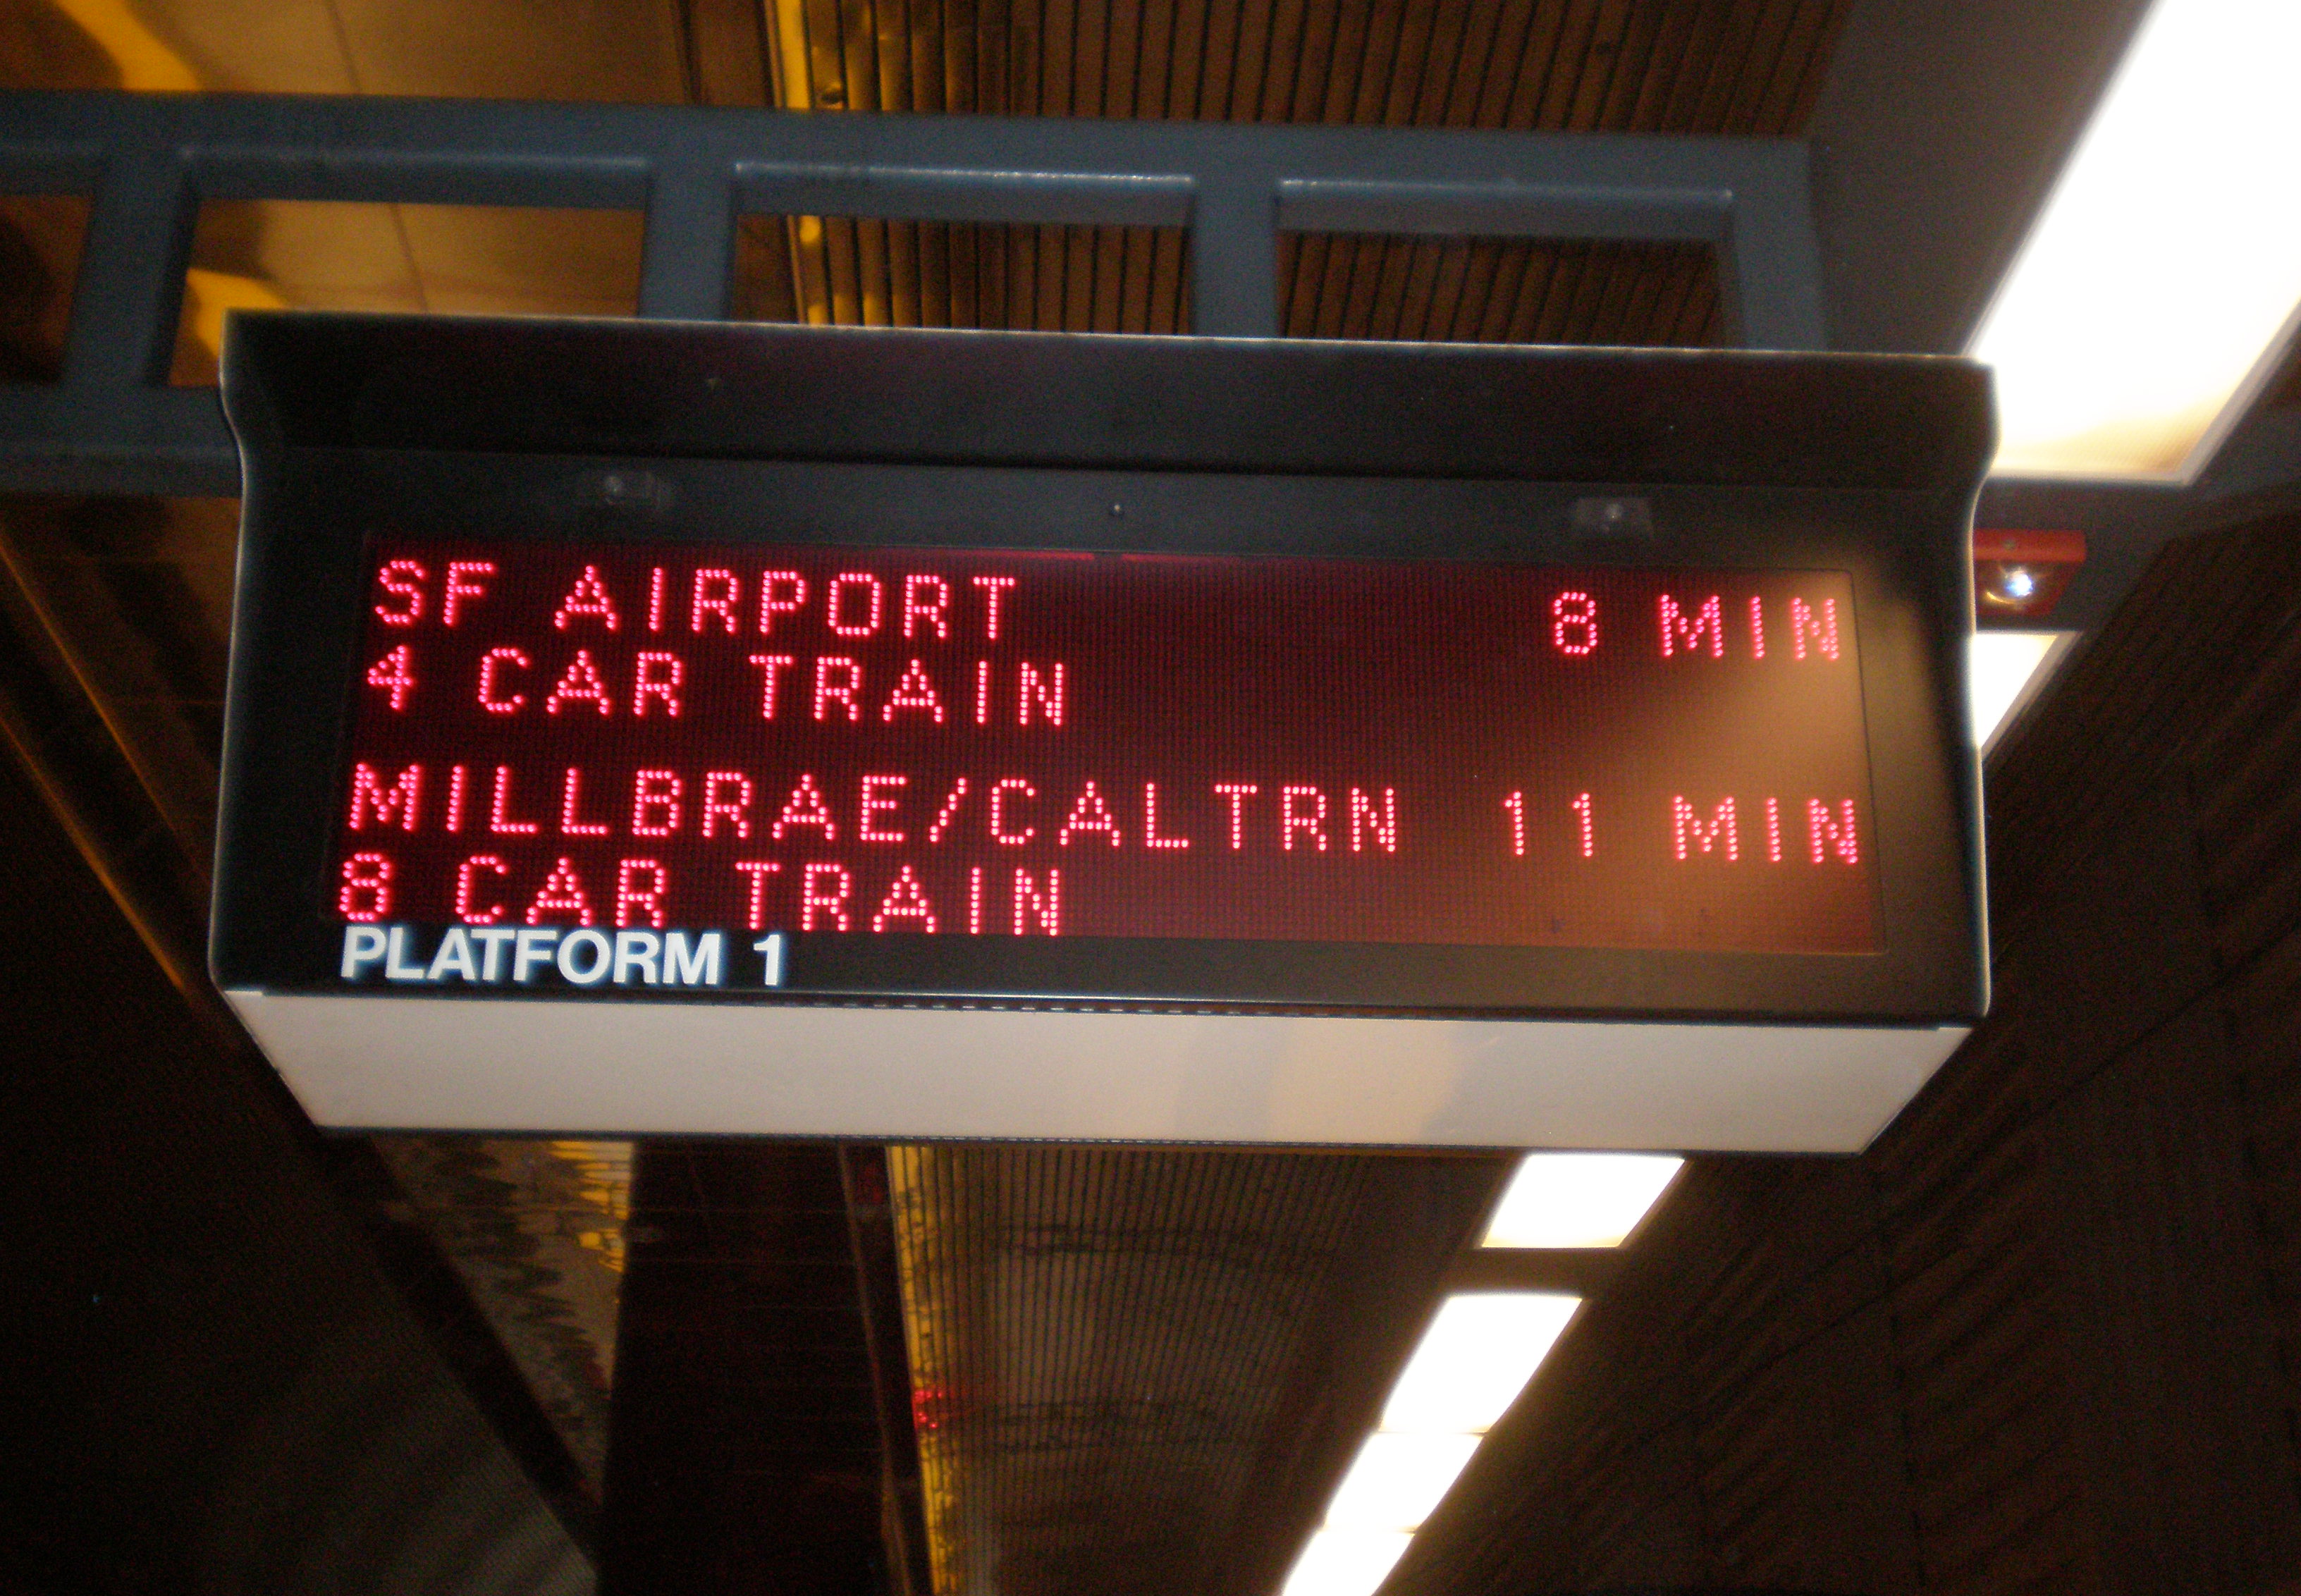 SF AIRPORT 8 MIN
4 CAR TRAIN
MILLBRAE/CALTRN 11 MIN
8 CAR TRAIN
PLATFORM 1